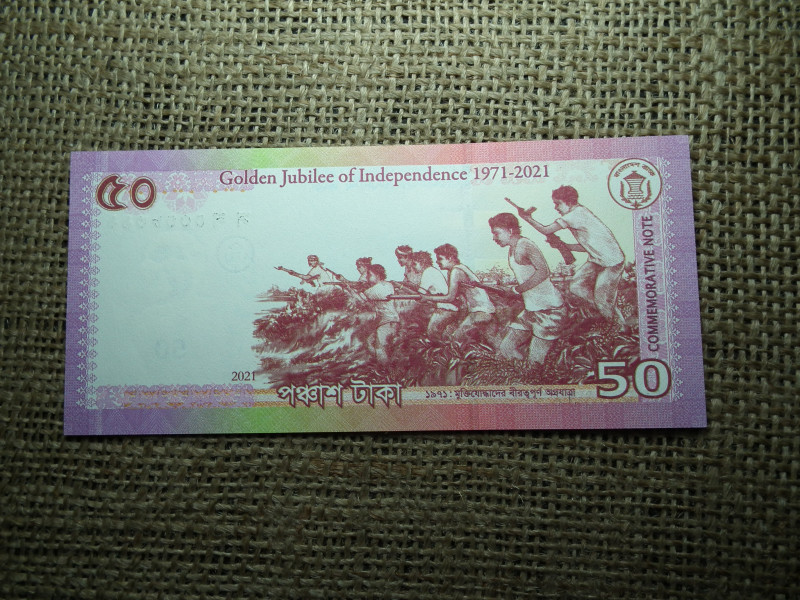 ৫০
Golden Jubilee of Independence 1971-2021
বাংলাদেশ ব্যাংক
COMMEMORATIVE NOTE
2021
পঞ্চাশ টাকা
১৯৭১: মুক্তিযোদ্ধাদের বীরত্বপূর্ণ অগ্রযাত্রা
50